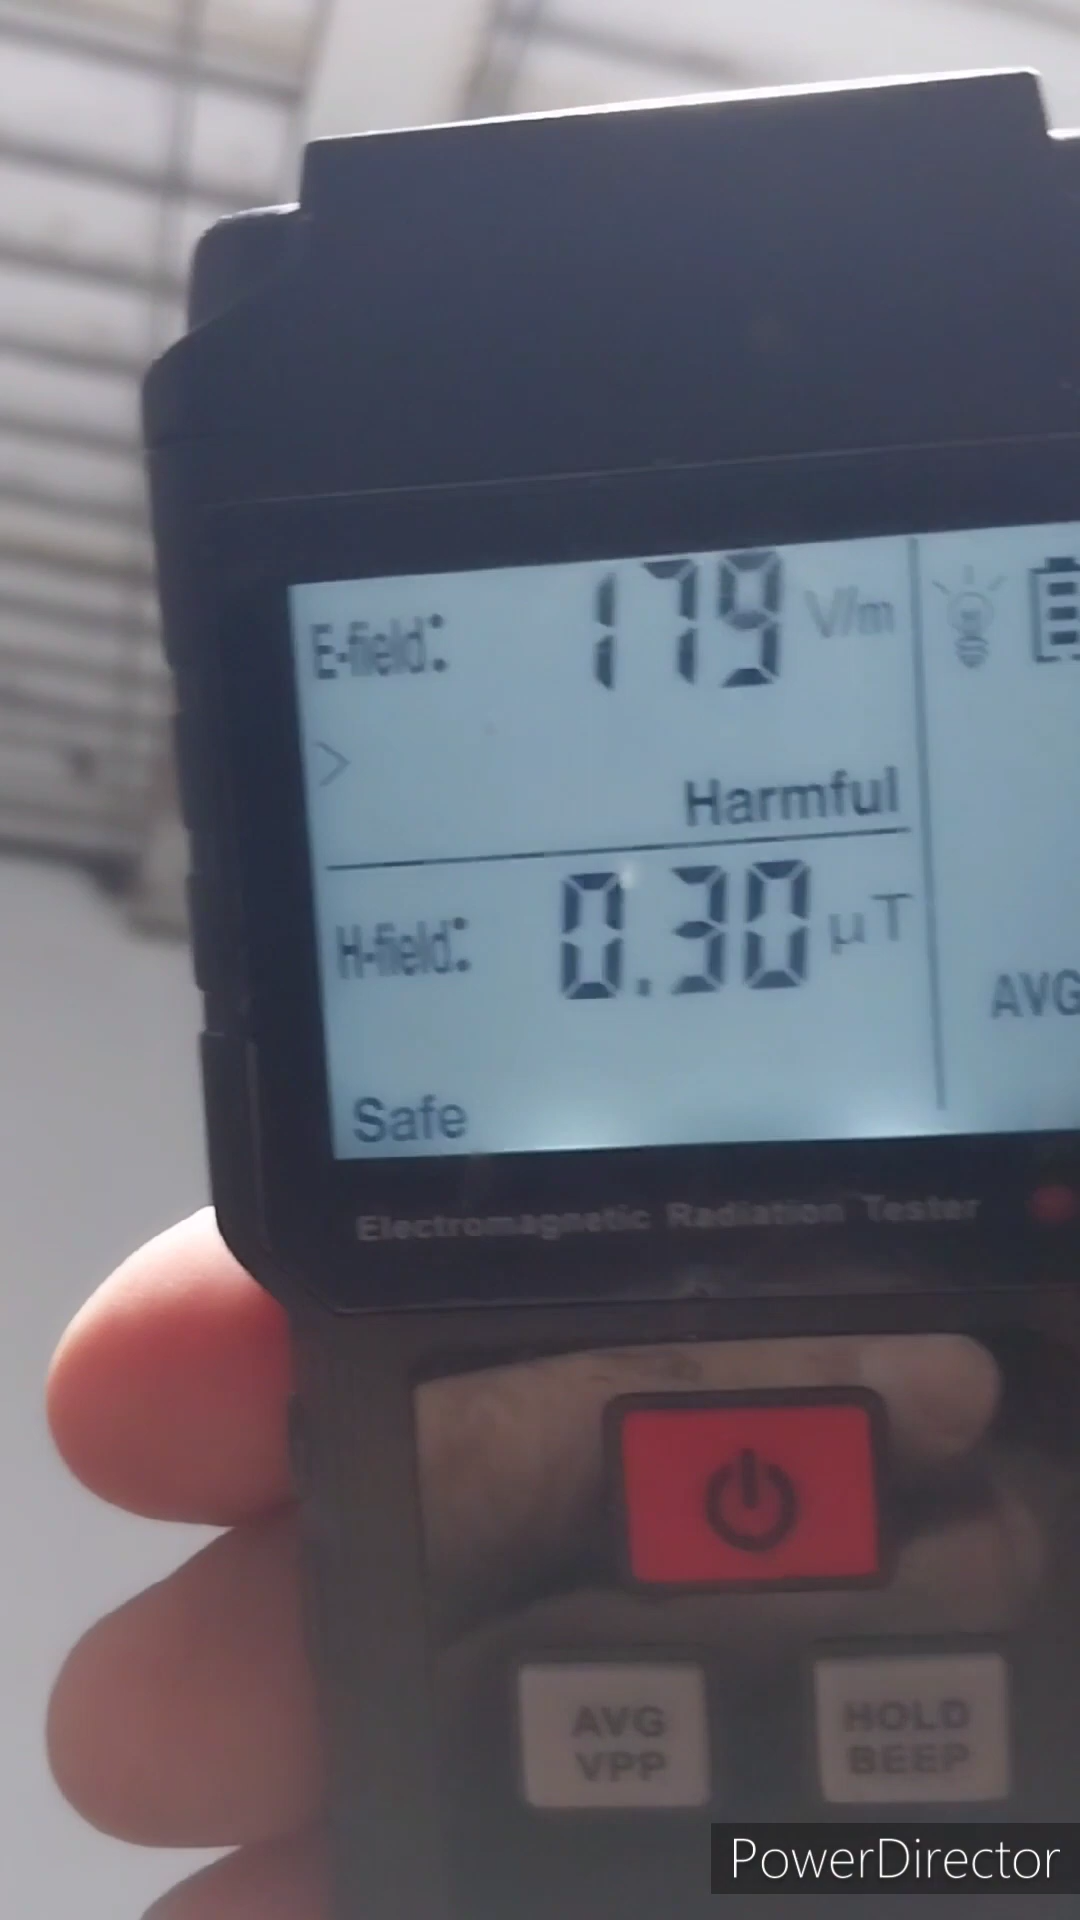 E-field: 179 V/m
>
Harmful
H-field: 0.30 µT
AVG
Safe
Electromagnetic Radiation Tester
AVG
VPP
HOLD
BEEP
PowerDirector